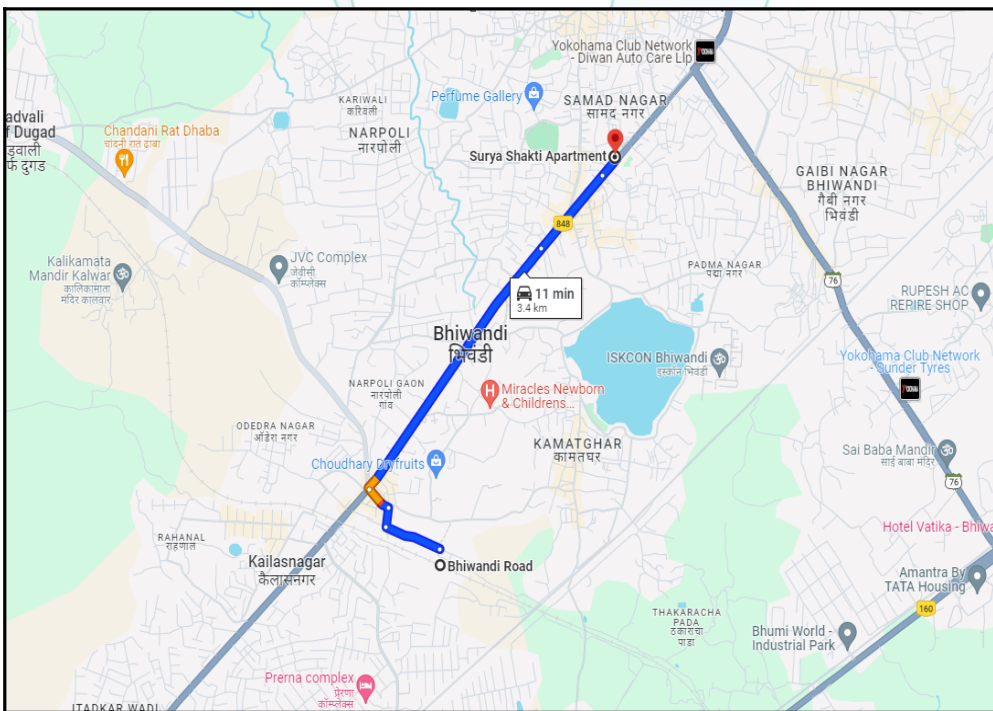 Yokohama Club Network
- Diwan Auto Care Llp
Perfume Gallery
SAMAD NAGAR
सामद नगर
KARIWALI
करिवली
NARPOLI
नारपोली
advali
f Dugad
ड़वाली
र्फ दुगड
Chandani Rat Dhaba
चांदनी रात ढाबा
Surya Shakti Apartment
GAIBI NAGAR
BHIWANDI
गैबी नगर
भिवंडी
848
Kalikamata
Mandir Kalwar
कालिकामाता
मंदिर कालवार
JVC Complex
जेवीसी
कॉम्प्लेक्स
PADMA NAGAR
पद्मा नगर
76
RUPESH AC
REPIRE SHOP
11 min
3.4 km
Bhiwandi
भिवंडी
ISKCON Bhiwandi
इस्कॉन भिवंडी
Yokohama Club Network
- Sunder Tyres
NARPOLI GAON
नारपोली
गांव
Miracles Newborn
& Childrens...
ODEDRA NAGAR
ओडेरा नगर
KAMATGHAR
कामतघर
Choudhary Dryfruits
Sai Baba Mandir
साई बाबा मंदिर
76
Hotel Vatika - Bhiwa
RAHANAL
राहणाल
Kailasnagar
कैलासनगर
Bhiwandi Road
Amantra By
TATA Housing
160
THAKARACHA
PADA
ठकाराचा
पाडा
Bhumi World -
Industrial Park
Prerna complex
प्रेरणा
कॉम्प्लेक्स
ITADKAR WADI